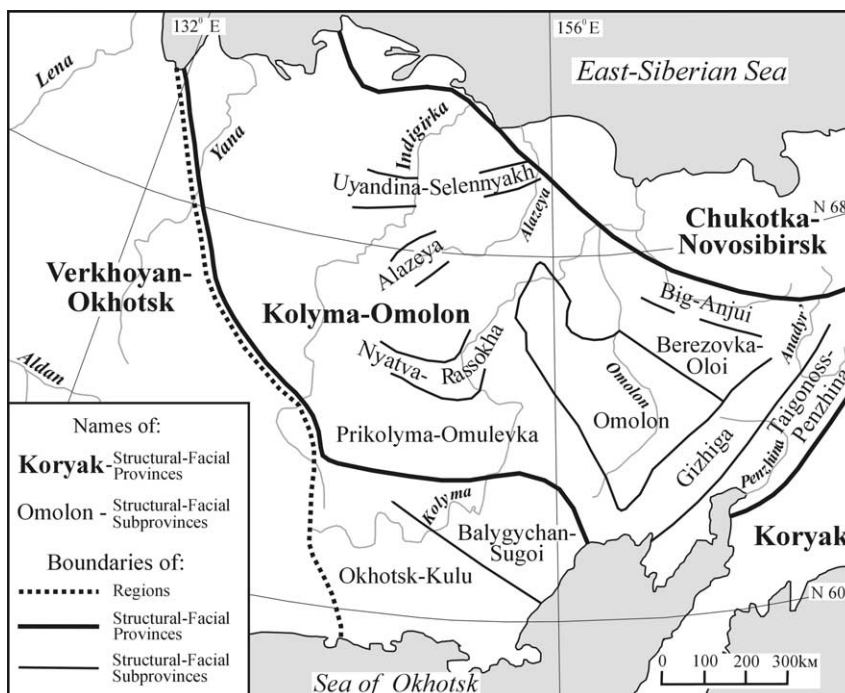 132° E
156° E
Lena
East-Siberian Sea
Yana
Indigirka
Uyandina-Selennyakh
Alazeya
N 68
Chukotka-
Novosibirsk
Verkhoyan-
Okhotsk
Alazeya
Kolyma-Omolon
Big-Anjui
Anadyr'
Aldan
Nyatva-
Rassokha
Berezovka-
Oloi
Omolon
Omolon
Taigonoss-
Penzhina
Prikolyma-Omulevka
Gizhiga
Penzhina
Kolyma
Balygychan-
Sugoi
Koryak
Okhotsk-Kulu
N 60
Sea of Okhotsk
0 100 200 300км
Names of:
Koryak-Structural-Facial
Provinces
Omolon - Structural-Facial
Subprovinces
Boundaries of:
Regions
Structural-Facial
Provinces
Structural-Facial
Subprovinces